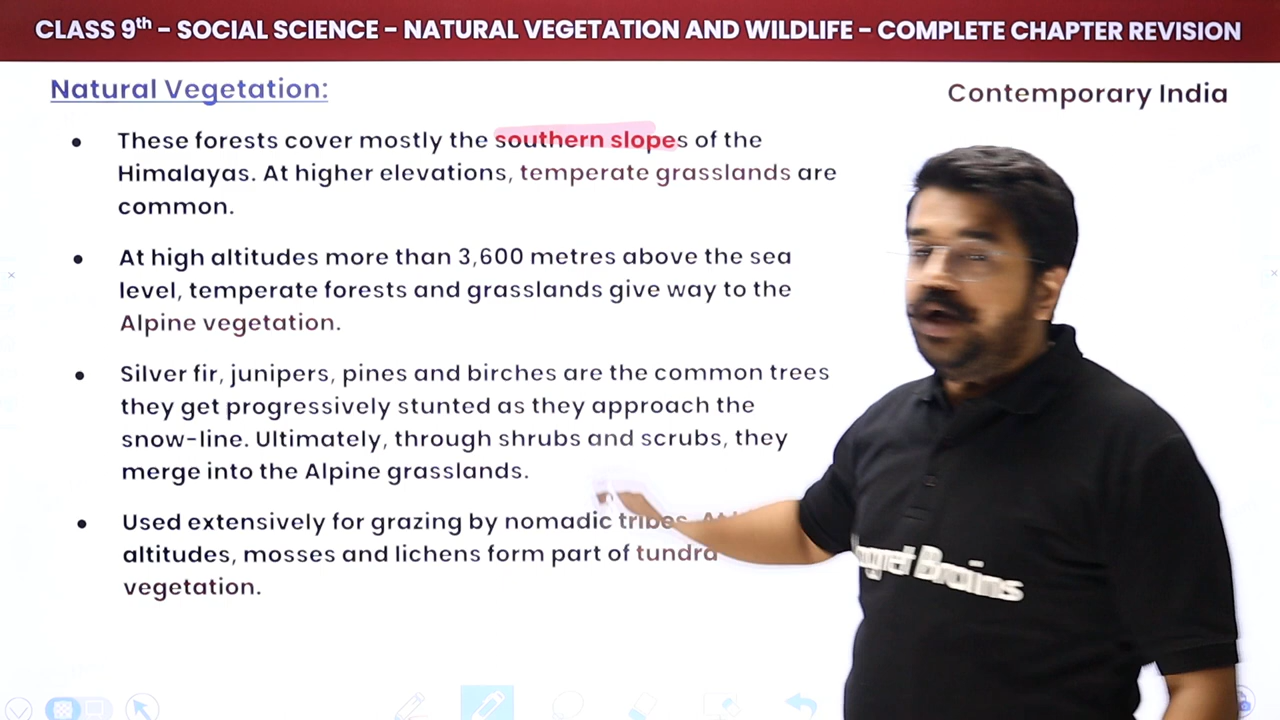 CLASS 9th – SOCIAL SCIENCE – NATURAL VEGETATION AND WILDLIFE – COMPLETE CHAPTER REVISION
Natural Vegetation:
Contemporary India
• These forests cover mostly the southern slopes of the
Himalayas. At higher elevations, temperate grasslands are
common.
• At high altitudes more than 3,600 metres above the sea
level, temperate forests and grasslands give way to the
Alpine vegetation.
• Silver fir, junipers, pines and birches are the common trees
they get progressively stunted as they approach the
snow-line. Ultimately, through shrubs and scrubs, they
merge into the Alpine grasslands.
• Used extensively for grazing by nomadic tribes. At
altitudes, mosses and lichens form part of tundra
vegetation.
Brains